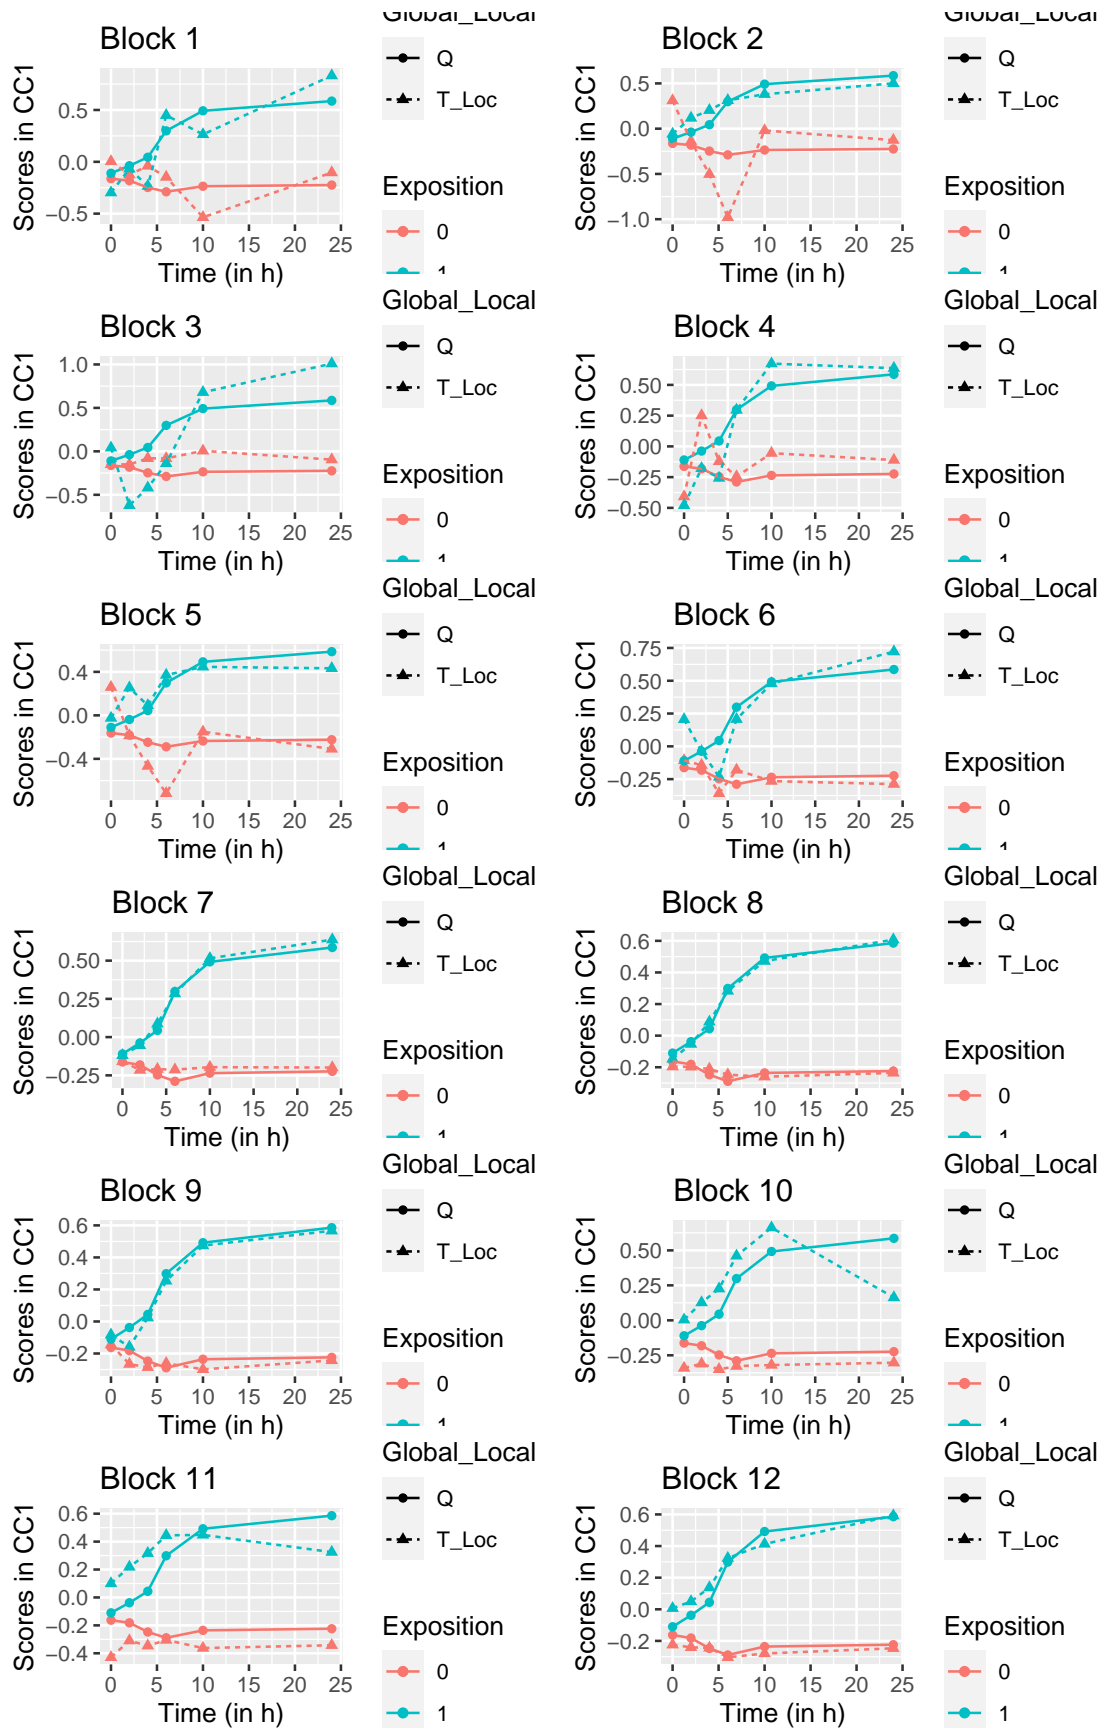 Block 1
Scores in CC1
0.5
0.0
−0.5
0 5 10 15 20 25
Time (in h)
Global_Local
Q
T_Loc
Exposition
0
1
Block 2
Scores in CC1
0.5
0.0
−0.5
−1.0
0 5 10 15 20 25
Time (in h)
Global_Local
Q
T_Loc
Exposition
0
1
Block 3
Scores in CC1
1.0
0.5
0.0
−0.5
0 5 10 15 20 25
Time (in h)
Global_Local
Q
T_Loc
Exposition
0
1
Block 4
Scores in CC1
0.50
0.25
0.00
−0.25
−0.50
0 5 10 15 20 25
Time (in h)
Global_Local
Q
T_Loc
Exposition
0
1
Block 5
Scores in CC1
0.4
0.0
−0.4
0 5 10 15 20 25
Time (in h)
Global_Local
Q
T_Loc
Exposition
0
1
Block 6
Scores in CC1
0.75
0.50
0.25
0.00
−0.25
0 5 10 15 20 25
Time (in h)
Global_Local
Q
T_Loc
Exposition
0
1
Block 7
Scores in CC1
0.50
0.25
0.00
−0.25
0 5 10 15 20 25
Time (in h)
Global_Local
Q
T_Loc
Exposition
0
1
Block 8
Scores in CC1
0.6
0.4
0.2
0.0
−0.2
0 5 10 15 20 25
Time (in h)
Global_Local
Q
T_Loc
Exposition
0
1
Block 9
Scores in CC1
0.6
0.4
0.2
0.0
−0.2
0 5 10 15 20 25
Time (in h)
Global_Local
Q
T_Loc
Exposition
0
1
Block 10
Scores in CC1
0.50
0.25
0.00
−0.25
0 5 10 15 20 25
Time (in h)
Global_Local
Q
T_Loc
Exposition
0
1
Block 11
Scores in CC1
0.6
0.4
0.2
0.0
−0.2
−0.4
0 5 10 15 20 25
Time (in h)
Global_Local
Q
T_Loc
Exposition
0
1
Block 12
Scores in CC1
0.6
0.4
0.2
0.0
−0.2
0 5 10 15 20 25
Time (in h)
Global_Local
Q
T_Loc
Exposition
0
1